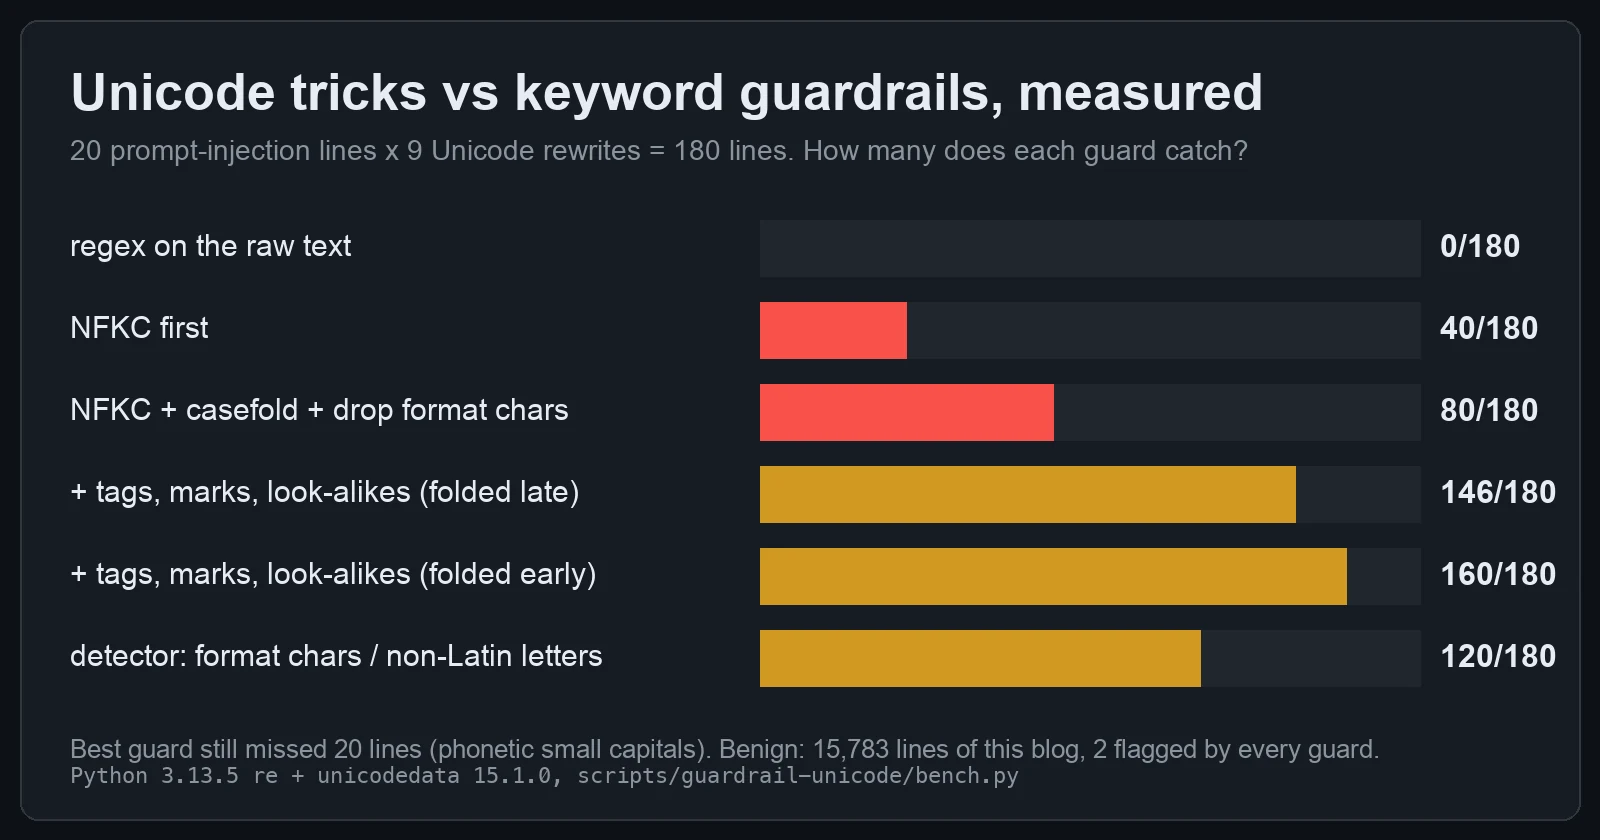 Unicode tricks vs keyword guardrails, measured
20 prompt-injection lines x 9 Unicode rewrites = 180 lines. How many does each guard catch?
regex on the raw text 0/180
NFKC first 40/180
NFKC + casefold + drop format chars 80/180
+ tags, marks, look-alikes (folded late) 146/180
+ tags, marks, look-alikes (folded early) 160/180
detector: format chars / non-Latin letters 120/180
Best guard still missed 20 lines (phonetic small capitals). Benign: 15,783 lines of this blog, 2 flagged by every guard.
Python 3.13.5 re + unicodedata 15.1.0, scripts/guardrail-unicode/bench.py